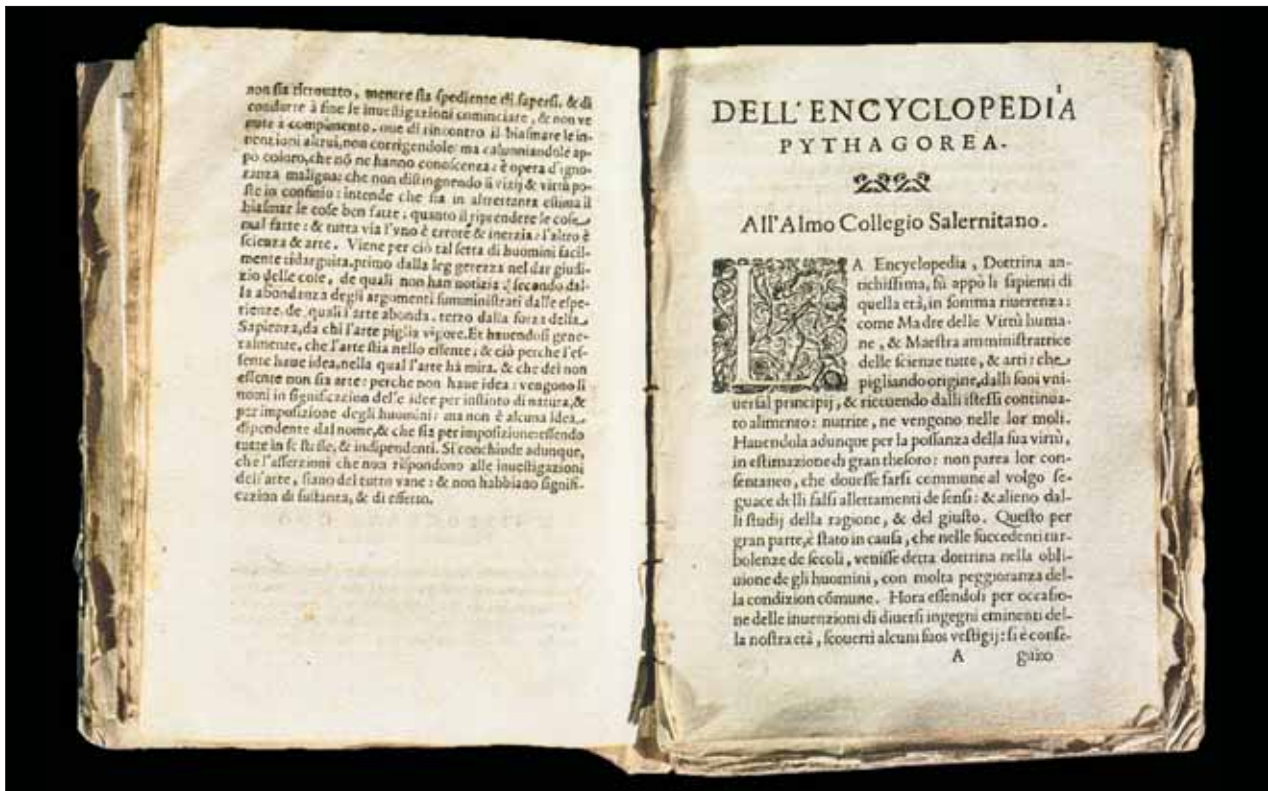 non sia ritrouato, mentre sia spediente di sapersi, & di
condurre à fine le inuestigazioni cominciate, & non ve
nute a compimento. oue di rincontro il biasmare le in-
uenzioni altrui, non corrigendole: ma calunniandole ap-
po coloro, che nõ ne hanno conoscenza: è opera d'igno-
ranza maligna: che non distinguendo li vizij & virtù po-
ste in confinio: intende che sia in altrettanta estima il
biasmar le cose ben fatte, quanto il riprendere le cose
mal fatte: & tutta via l'vno è errore & inerzia: l'altro è
scienza & arte. Viene per ciò tal setta di huomini facil-
mente ridarguita, primo dalla leggerezza nel dar giudi-
zio delle cose, de quali non han notizia: secondo dal-
la abondanza degli argomenti sumministrati dalle espe-
rienze, de quali l'arte abonda. terzo dalla forza della
Sapienza, da chi l'arte piglia vigore. Et hauendosi gene-
ralmente, che l'arte stia nello essente, & ciò perche l'es-
sente haue idea, nella qual l'arte hà mira. & che del non
essente non sia arte: perche non haue idea: vengono li
nomi in significazion del'e idee per instinto di natura, &
per imposizione degli huomini: ma non è alcuna Idea
dipendente dal nome, & che sia per imposizione: essendo
tutte in se stesse, & independenti. Si conchiude adunque,
che l'asserzioni che non rispondono alle inuestigazioni
dell'arte, siano del tutto vane: & non habbiano signifi-
cazion di sustanza, & di effetto.
1
DELL'ENCYCLOPEDIA
PYTHAGOREA.
All'Almo Collegio Salernitano.
LA Encyclopedia, Dottrina an-
tichissima, fù appò li sapienti di
quella età, in somma riuerenza:
come Madre delle Virtù huma-
ne, & Maestra amministratrice
delle scienze tutte, & arti: che
pigliando origine, dalli suoi vni-
uersal principij, & riceuendo dalli istessi continua-
to alimento: nutrite, ne vengono nelle lor moli.
Hauendola adunque per la possanza della sua virtù,
in estimazione di gran thesoro: non parea lor con-
sentaneo, che douesse farsi commune al volgo se-
guace delli falsi allettamenti de sensi: & alieno dal-
li studij della ragione, & del giusto. Questo per
gran parte, è stato in causa, che nelle succedenti tur-
bolenze de secoli, venisse detta dottrina nella obli-
uione de gli huomini, con molta peggioranza del-
la condizion cõmune. Hora essendosi per occasio-
ne delle inuenzioni di diuersi ingegni eminenti del-
la nostra età, scouerti alcuni suoi vestigij: si è conse-
A guito